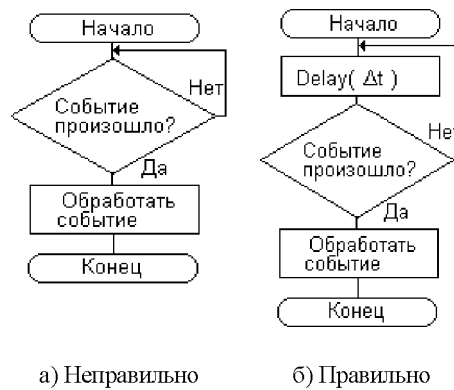 Начало
Нет
Событие
произошло?
Да
Обработать
событие
Конец
а) Неправильно
Начало
Delay( Δt )
Нет
Событие
произошло?
Да
Обработать
событие
Конец
б) Правильно